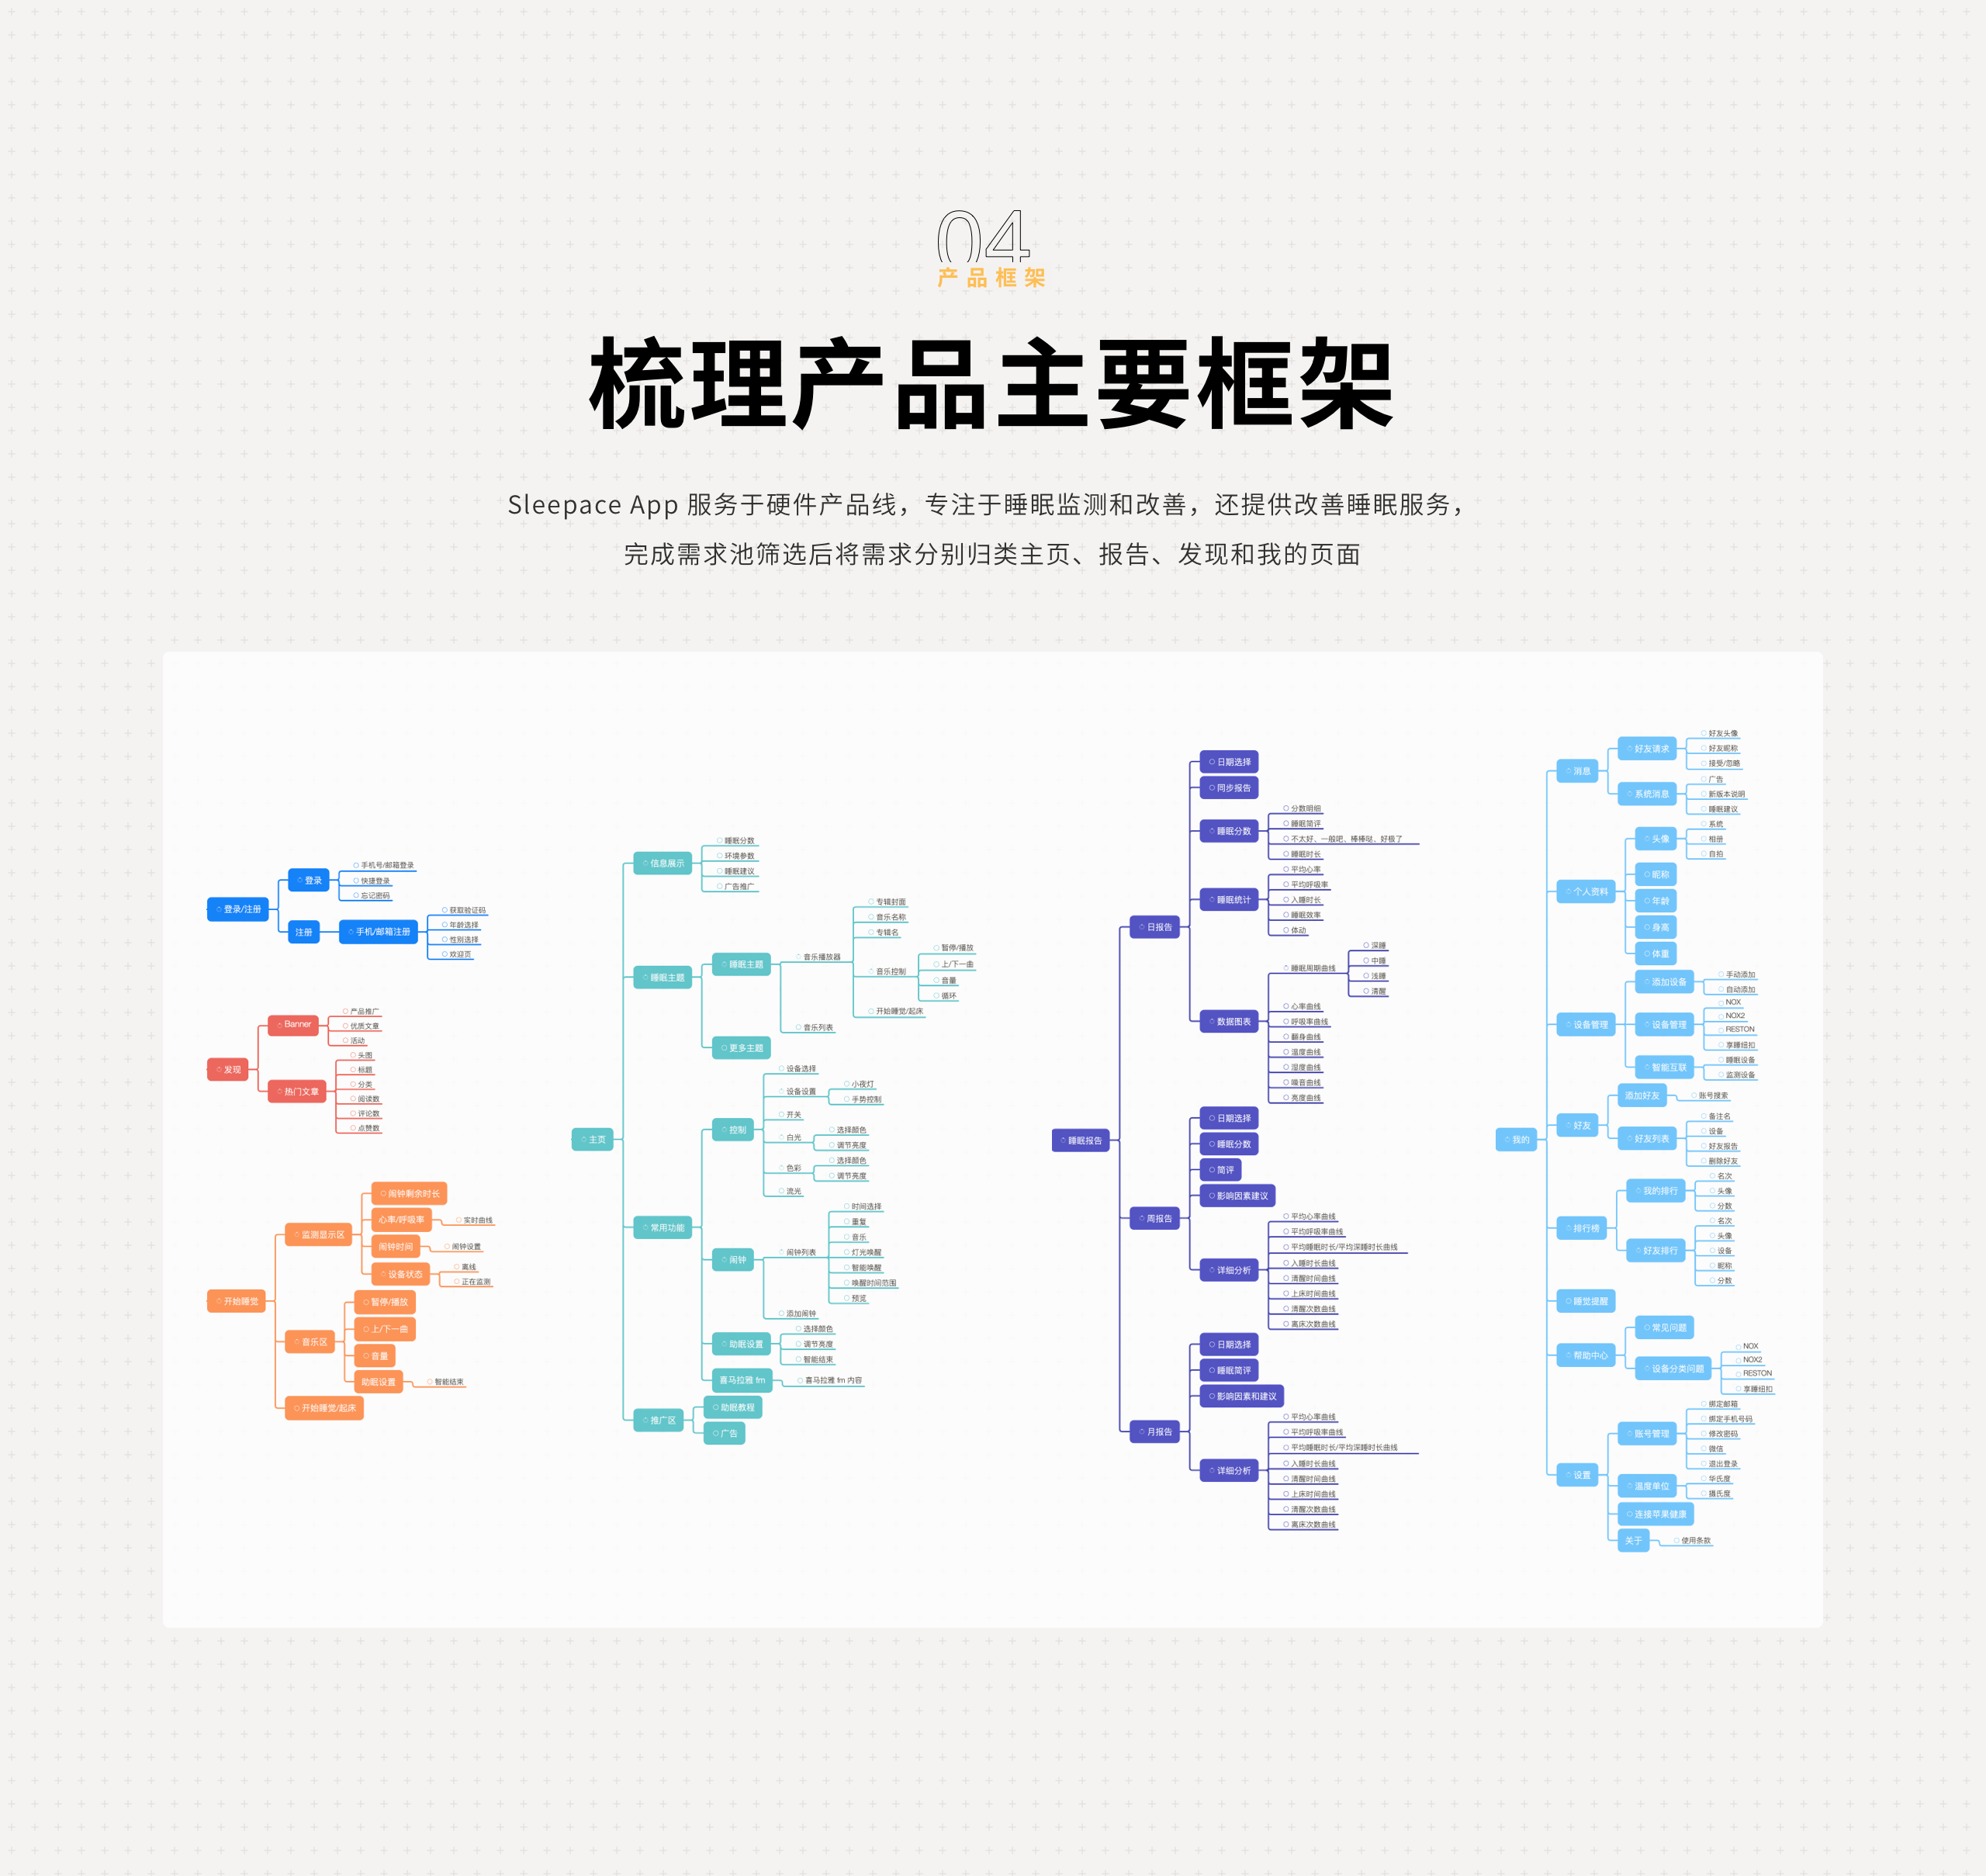 04
产品框架
梳理产品主要框架
Sleepace App 服务于硬件产品线，专注于睡眠监测和改善，还提供改善睡眠服务，
完成需求池筛选后将需求分别归类主页、报告、发现和我的页面
登录/注册
登录
手机号/邮箱登录
快捷登录
忘记密码
注册
手机/邮箱注册
获取验证码
年龄选择
性别选择
欢迎页
发现
Banner
产品推广
优质文章
活动
热门文章
头图
标题
分类
阅读数
评论数
点赞数
开始睡觉
监测显示区
闹钟剩余时长
心率/呼吸率
实时曲线
闹钟时间
闹钟设置
设备状态
离线
正在监测
音乐区
暂停/播放
上/下一曲
音量
助眠设置
智能结束
开始睡觉/起床
主页
信息展示
睡眠分数
环境参数
睡眠建议
广告推广
睡眠主题
睡眠主题
音乐播放器
专辑封面
音乐名称
专辑名
音乐控制
暂停/播放
上/下一曲
音量
循环
开始睡觉/起床
音乐列表
更多主题
常用功能
控制
设备选择
设备设置
小夜灯
手势控制
开关
白光
选择颜色
调节亮度
色彩
选择颜色
调节亮度
流光
闹钟
闹钟列表
时间选择
重复
音乐
灯光唤醒
智能唤醒
唤醒时间范围
预览
添加闹钟
助眠设置
选择颜色
调节亮度
智能结束
喜马拉雅 fm
喜马拉雅 fm 内容
推广区
助眠教程
广告
睡眠报告
日报告
日期选择
同步报告
睡眠分数
分数明细
睡眠简评
不太好、一般吧、棒棒哒、好极了
睡眠时长
睡眠统计
平均心率
平均呼吸率
入睡时长
睡眠效率
体动
数据图表
睡眠周期曲线
深睡
中睡
浅睡
清醒
心率曲线
呼吸率曲线
翻身曲线
温度曲线
湿度曲线
噪音曲线
亮度曲线
周报告
日期选择
睡眠分数
简评
影响因素建议
详细分析
平均心率曲线
平均呼吸率曲线
平均睡眠时长/平均深睡时长曲线
入睡时长曲线
清醒时间曲线
上床时间曲线
清醒次数曲线
离床次数曲线
月报告
日期选择
睡眠简评
影响因素和建议
详细分析
平均心率曲线
平均呼吸率曲线
平均睡眠时长/平均深睡时长曲线
入睡时长曲线
清醒时间曲线
上床时间曲线
清醒次数曲线
离床次数曲线
我的
消息
好友请求
好友头像
好友昵称
接受/忽略
系统消息
广告
新版本说明
睡眠建议
个人资料
头像
系统
相册
自拍
昵称
年龄
身高
体重
设备管理
添加设备
手动添加
自动添加
设备管理
NOX
NOX2
RESTON
享睡纽扣
智能互联
睡眠设备
监测设备
好友
添加好友
账号搜索
好友列表
备注名
设备
好友报告
删除好友
排行榜
我的排行
名次
头像
分数
好友排行
名次
头像
设备
昵称
分数
睡觉提醒
帮助中心
常见问题
设备分类问题
NOX
NOX2
RESTON
享睡纽扣
设置
账号管理
绑定邮箱
绑定手机号码
修改密码
微信
退出登录
温度单位
华氏度
摄氏度
连接苹果健康
关于
使用条款